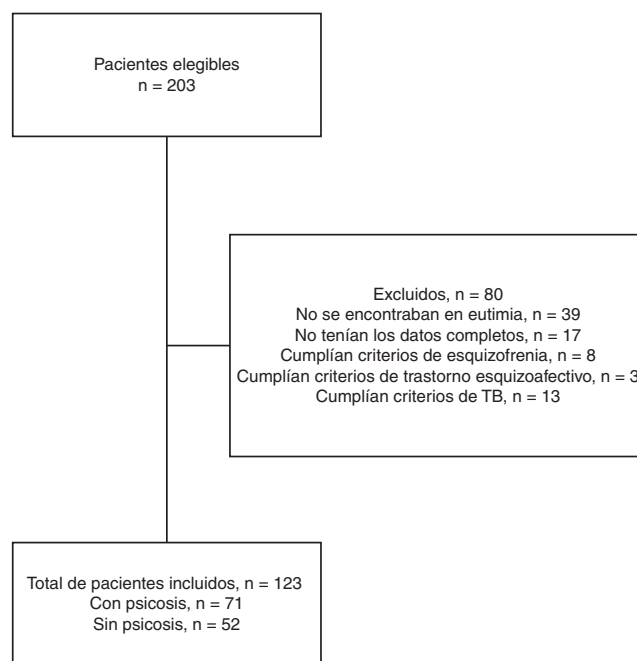 Pacientes elegibles
n = 203
Excluidos, n = 80
No se encontraban en eutimia, n = 39
No tenían los datos completos, n = 17
Cumplían criterios de esquizofrenia, n = 8
Cumplían criterios de trastorno esquizoafectivo, n = 3
Cumplían criterios de TB, n = 13
Total de pacientes incluidos, n = 123
Con psicosis, n = 71
Sin psicosis, n = 52